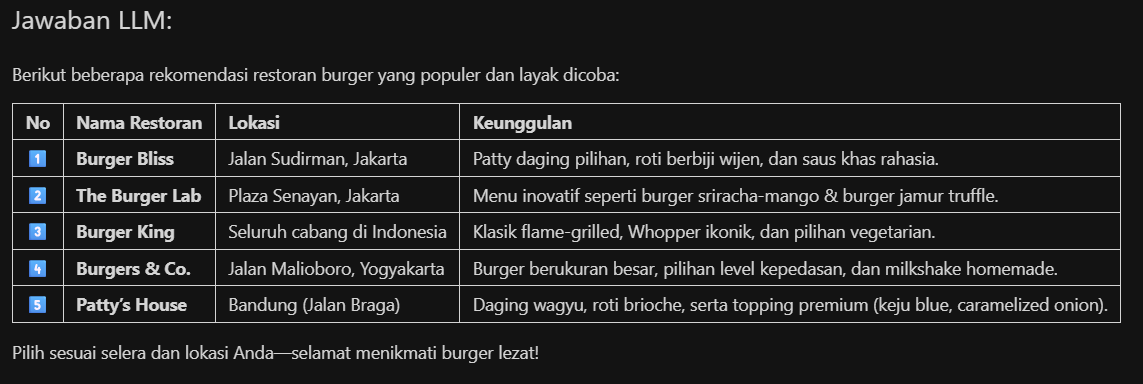 Jawaban LLM:
Berikut beberapa rekomendasi restoran burger yang populer dan layak dicoba:
No Nama Restoran Lokasi Keunggulan
1 Burger Bliss Jalan Sudirman, Jakarta Patty daging pilihan, roti berbiji wijen, dan saus khas rahasia.
2 The Burger Lab Plaza Senayan, Jakarta Menu inovatif seperti burger sriracha-mango & burger jamur truffle.
3 Burger King Seluruh cabang di Indonesia Klasik flame-grilled, Whopper ikonik, dan pilihan vegetarian.
4 Burgers & Co. Jalan Malioboro, Yogyakarta Burger berukuran besar, pilihan level kepedasan, dan milkshake homemade.
5 Patty’s House Bandung (Jalan Braga) Daging wagyu, roti brioche, serta topping premium (keju blue, caramelized onion).
Pilih sesuai selera dan lokasi Anda—selamat menikmati burger lezat!